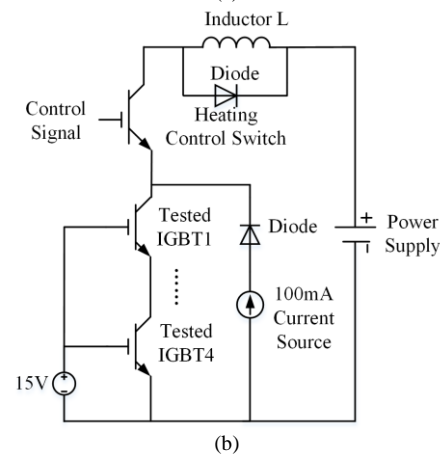 Inductor L
Diode
Heating
Control Switch
Control
Signal
Tested
IGBT1
Diode
+
Power
Supply
100mA
Current
Source
Tested
IGBT4
15V
(b)